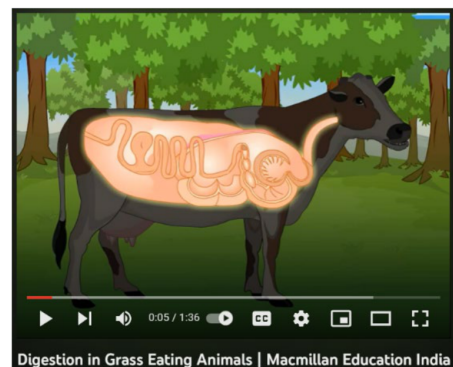 0:05 / 1:36
CC
Digestion in Grass Eating Animals | Macmillan Education India